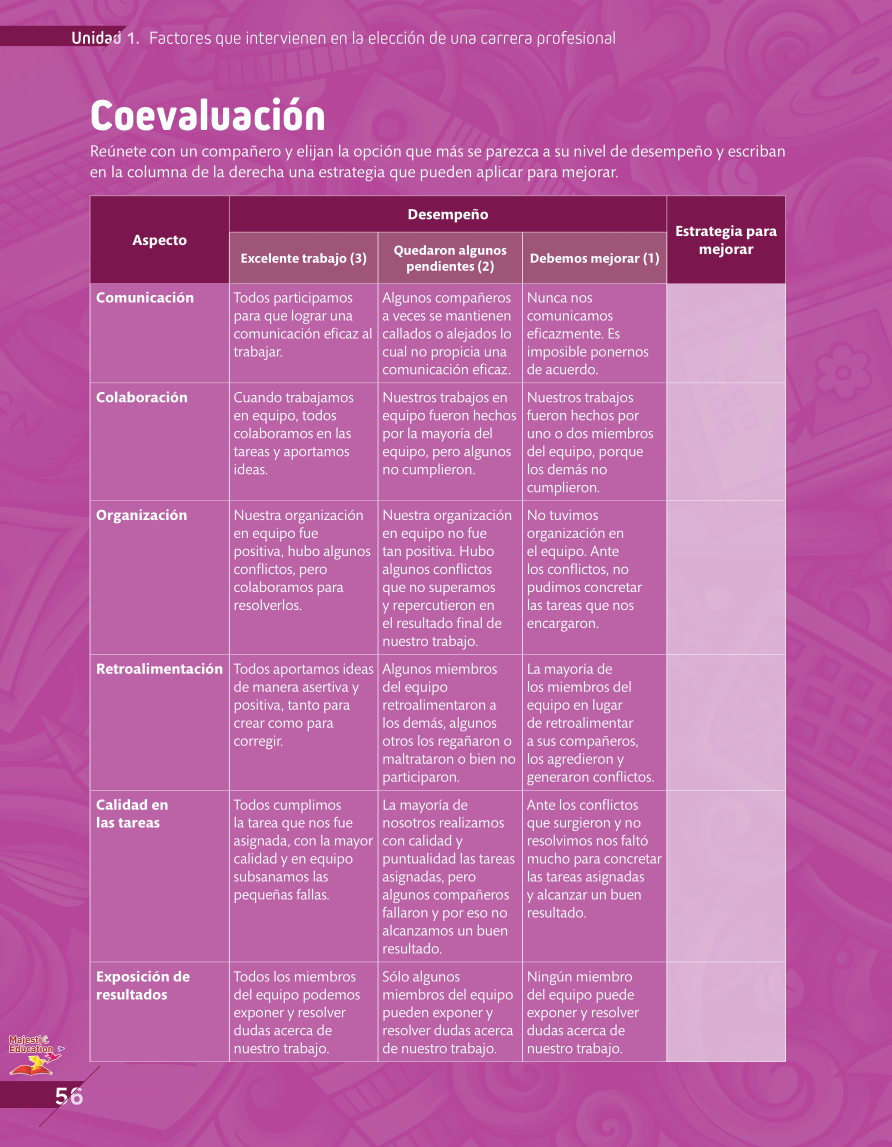 Unidad 1. Factores que intervienen en la elección de una carrera profesional
Coevaluación
Reúnete con un compañero y elijan la opción que más se parezca a su nivel de desempeño y escriban
en la columna de la derecha una estrategia que pueden aplicar para mejorar.
Aspecto
Desempeño
Estrategia para
mejorar
Excelente trabajo (3)
Quedaron algunos
pendientes (2)
Debemos mejorar (1)
Comunicación
Todos participamos
para que lograr una
comunicación eficaz al
trabajar.
Algunos compañeros
a veces se mantienen
callados o alejados lo
cual no propicia una
comunicación eficaz.
Nunca nos
comunicamos
eficazmente. Es
imposible ponernos
de acuerdo.
Colaboración
Cuando trabajamos
en equipo, todos
colaboramos en las
tareas y aportamos
ideas.
Nuestros trabajos en
equipo fueron hechos
por la mayoría del
equipo, pero algunos
no cumplieron.
Nuestros trabajos
fueron hechos por
uno o dos miembros
del equipo, porque
los demás no
cumplieron.
Organización
Nuestra organización
en equipo fue
positiva, hubo algunos
conflictos, pero
colaboramos para
resolverlos.
Nuestra organización
en equipo no fue
tan positiva. Hubo
algunos conflictos
que no superamos
y repercutieron en
el resultado final de
nuestro trabajo.
No tuvimos
organización en
el equipo. Ante
los conflictos, no
pudimos concretar
las tareas que nos
encargaron.
Retroalimentación
Todos aportamos ideas
de manera asertiva y
positiva, tanto para
crear como para
corregir.
Algunos miembros
del equipo
retroalimentaron a
los demás, algunos
otros los regañaron o
maltrataron o bien no
participaron.
La mayoría de
los miembros del
equipo en lugar
de retroalimentar
a sus compañeros,
los agredieron y
generaron conflictos.
Calidad en
las tareas
Todos cumplimos
la tarea que nos fue
asignada, con la mayor
calidad y en equipo
subsanamos las
pequeñas fallas.
La mayoría de
nosotros realizamos
con calidad y
puntualidad las tareas
asignadas, pero
algunos compañeros
fallaron y por eso no
alcanzamos un buen
resultado.
Ante los conflictos
que surgieron y no
resolvimos nos faltó
mucho para concretar
las tareas asignadas
y alcanzar un buen
resultado.
Exposición de
resultados
Todos los miembros
del equipo podemos
exponer y resolver
dudas acerca de
nuestro trabajo.
Sólo algunos
miembros del equipo
pueden exponer y
resolver dudas acerca
de nuestro trabajo.
Ningún miembro
del equipo puede
exponer y resolver
dudas acerca de
nuestro trabajo.
Majestic
Education
56